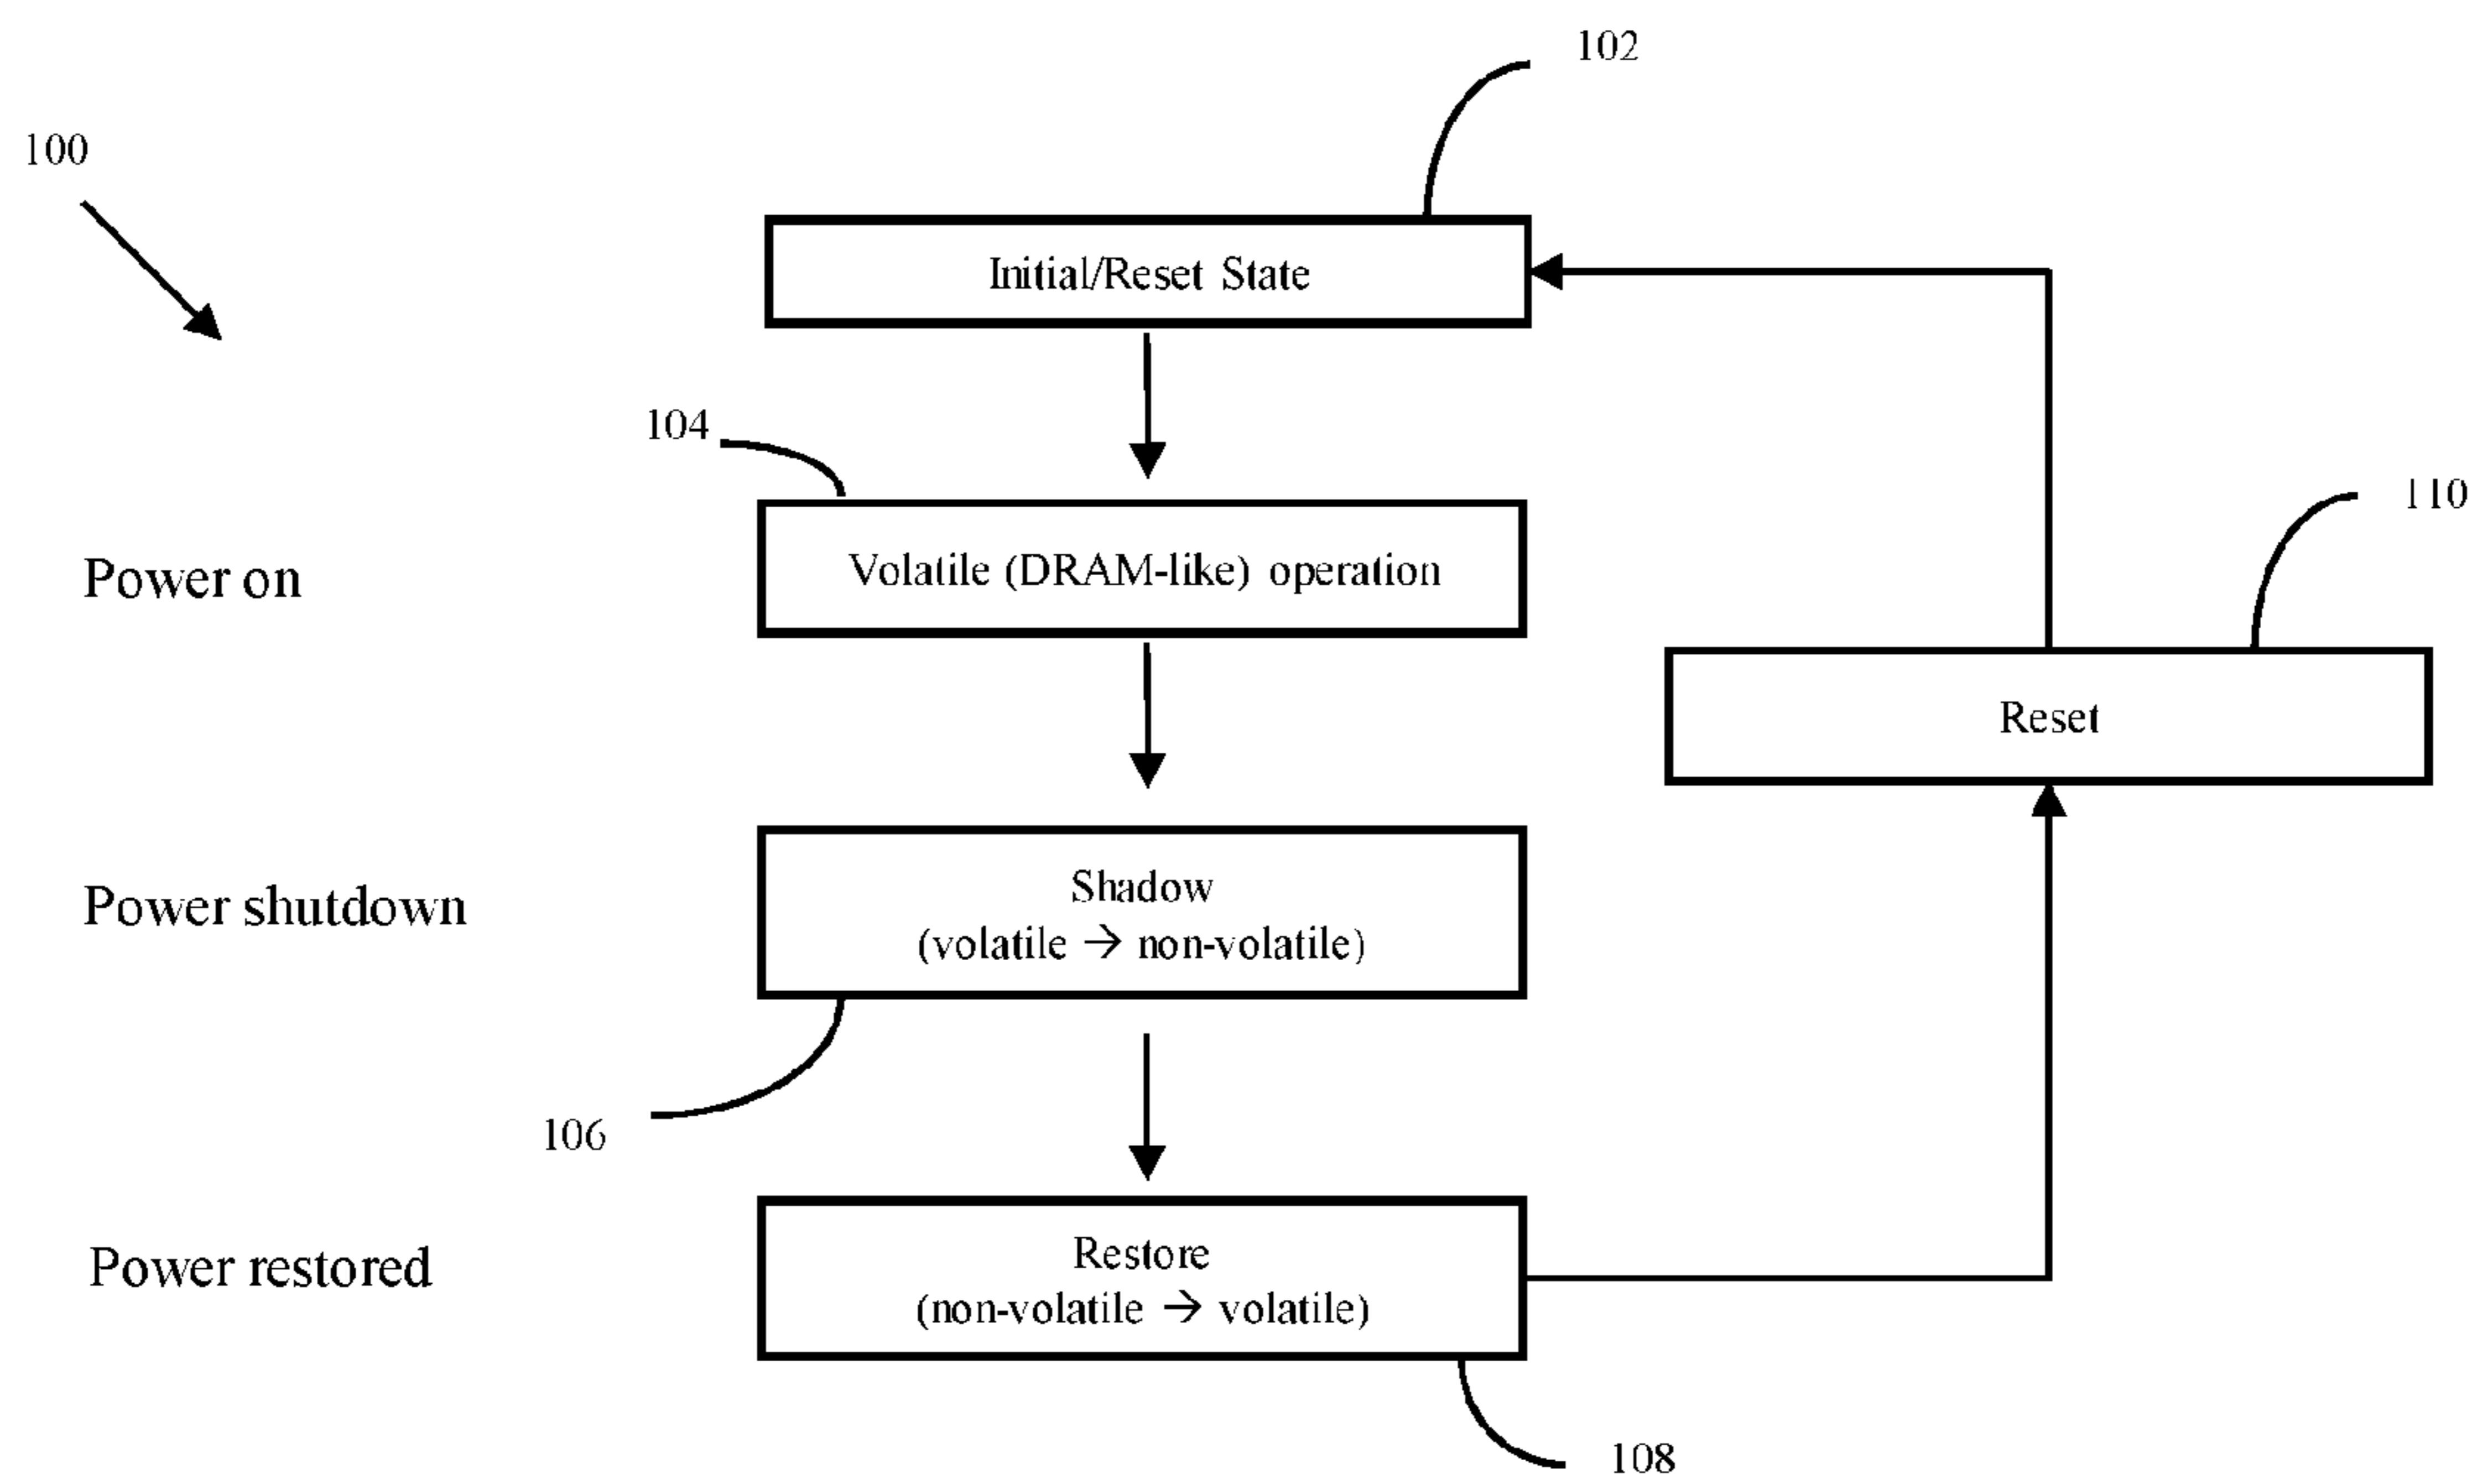 102
100
Initial/Reset State
104
110
Power on
Volatile (DRAM-like) operation
Reset
Power shutdown
Shadow
(volatile → non-volatile)
106
Power restored
Restore
(non-volatile → volatile)
108